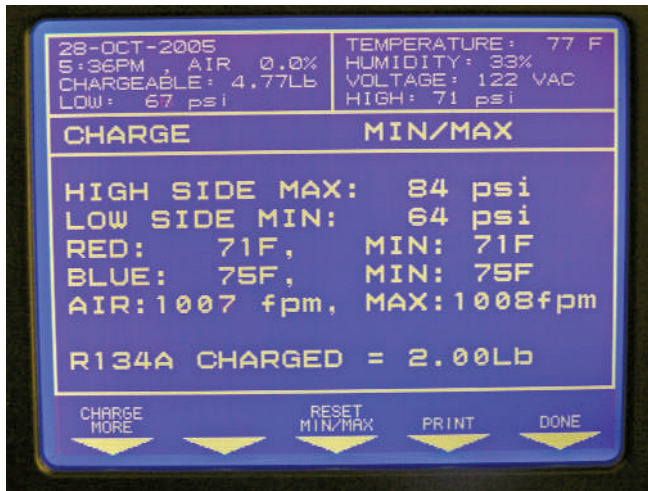 28-OCT-2005
5:36PM , AIR 0.0%
CHARGEABLE: 4.77Lb
LOW: 67 psi
TEMPERATURE: 77 F
HUMIDITY: 33%
VOLTAGE: 122 VAC
HIGH: 71 psi
CHARGE MIN/MAX
HIGH SIDE MAX: 84 psi
LOW SIDE MIN: 64 psi
RED: 71F, MIN: 71F
BLUE: 75F, MIN: 75F
AIR:1007 fpm, MAX:1008fpm
R134A CHARGED = 2.00Lb
CHARGE
MORE
RESET
MIN/MAX
PRINT
DONE